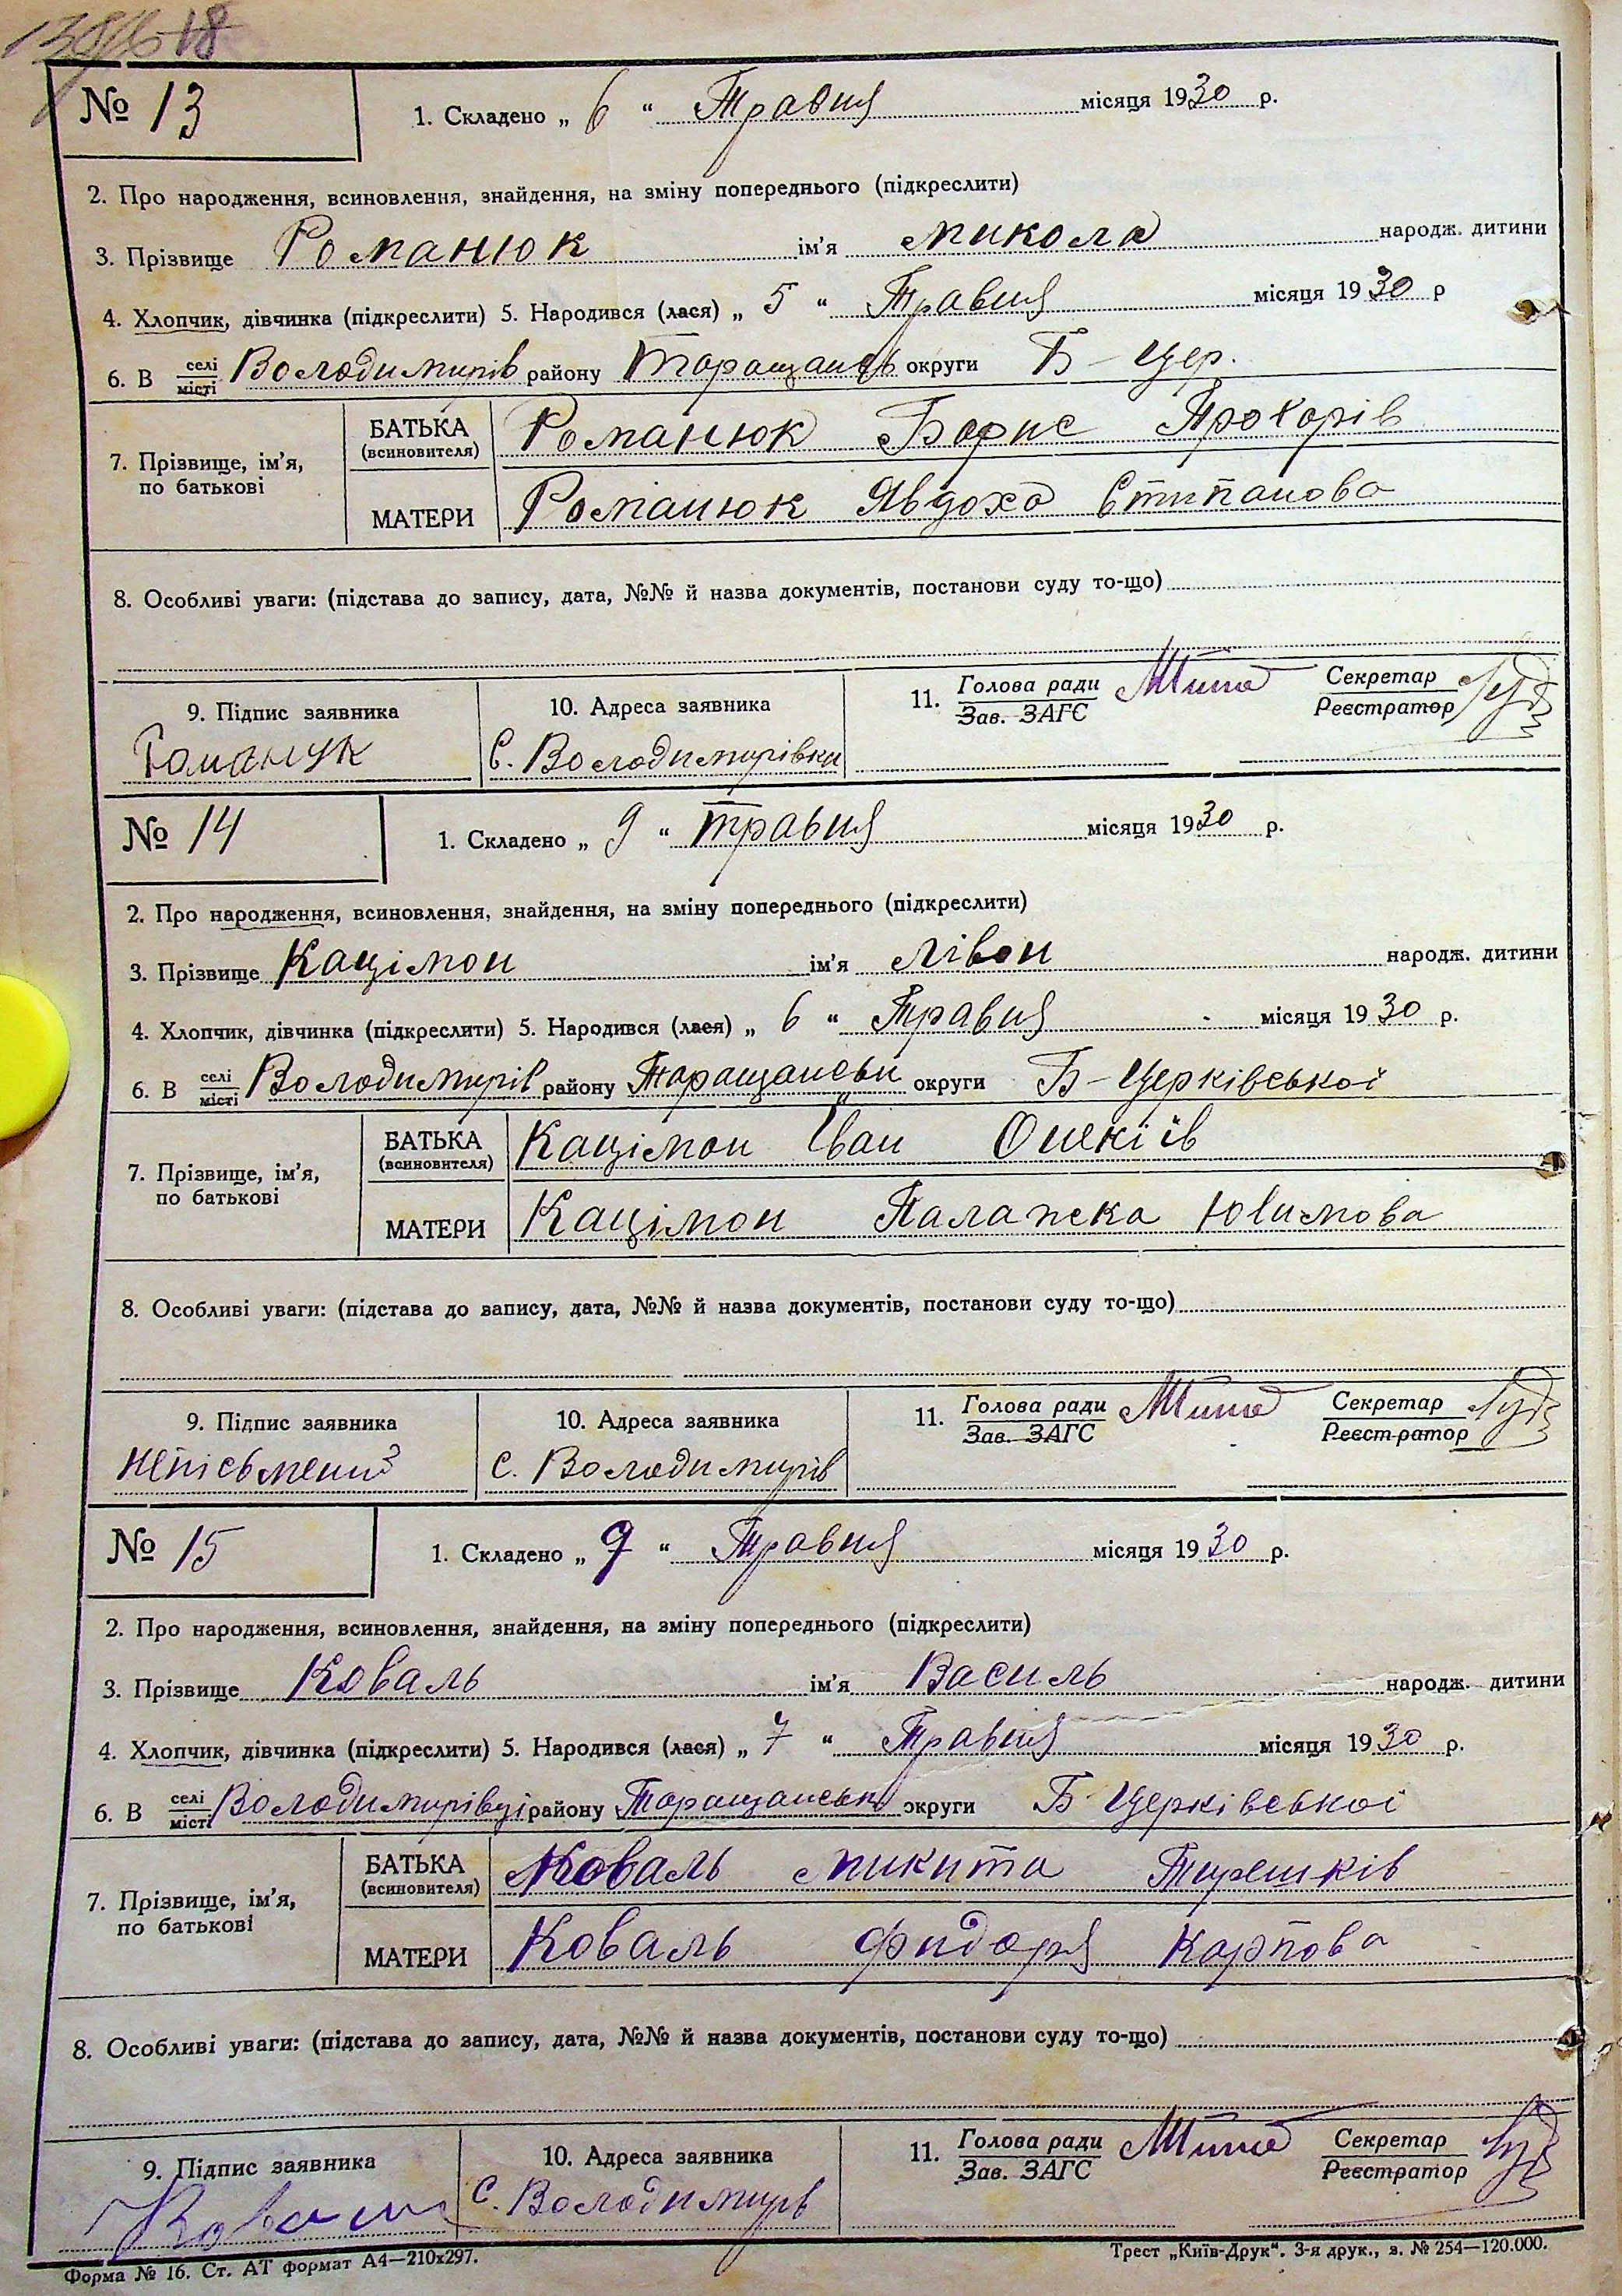 18
№ 13
1. Складено „ 6 “ Травня місяця 1930 р.
2. Про народження, всиновлення, знайдення, на зміну попереднього (підкреслити)
3. Прізвище Романюк ім'я Микола народж. дитини
4. Хлопчик, дівчинка (підкреслити) 5. Народився (лася) „ 5 “ Травня місяця 1930 р
6. В селі місті Володимирів району Таращансь округи Б - Цер.
7. Прізвище, ім'я, по батькові
БАТЬКА (всиновителя) Романюк Борис Прохорів
МАТЕРИ Романюк Явдоха Стипанова
8. Особливі уваги: (підстава до запису, дата, №№ й назва документів, постанови суду то-що)
9. Підпис заявника
Романчук
10. Адреса заявника
С. Володимирівка
11. Голова ради Зав. ЗАГС
Секретар Реєстратор
№ 14
1. Складено „ 9 “ Травня місяця 1930 р.
2. Про народження, всиновлення, знайдення, на зміну попереднього (підкреслити)
3. Прізвище Кацімон ім'я Лівон народж. дитини
4. Хлопчик, дівчинка (підкреслити) 5. Народився (лася) „ 6 “ Травня місяця 1930 р.
6. В селі місті Володимирів району Таращанськ округи Б - Церківської
7. Прізвище, ім'я, по батькові
БАТЬКА (всиновителя) Кацімон Іван
МАТЕРИ Кацімон Палажка Юхимова
8. Особливі уваги: (підстава до запису, дата, №№ й назва документів, постанови суду то-що)
9. Підпис заявника
Неписьмений
10. Адреса заявника
с. Володимирів
11. Голова ради Зав. ЗАГС
Секретар Реєстратор
№ 15
1. Складено „ 9 “ Травня місяця 1930 р.
2. Про народження, всиновлення, знайдення, на зміну попереднього (підкреслити)
3. Прізвище Коваль ім'я Василь народж. дитини
4. Хлопчик, дівчинка (підкреслити) 5. Народився (лася) „ 7 “ Травня місяця 1930 р.
6. В селі місті Володимирівці району Таращанськ округи Б Церківської
7. Прізвище, ім'я, по батькові
БАТЬКА (всиновителя) Коваль Микита Тирешків
МАТЕРИ Коваль Фидоря Карпова
8. Особливі уваги: (підстава до запису, дата, №№ й назва документів, постанови суду то-що)
9. Підпис заявника
Коваль
10. Адреса заявника
с. Володимирв
11. Голова ради Зав. ЗАГС
Секретар Реєстратор
Форма № 16. Ст. АТ формат А4—210x297.
Трест „Київ-Друк“. 3-я друк., з. № 254—120.000.